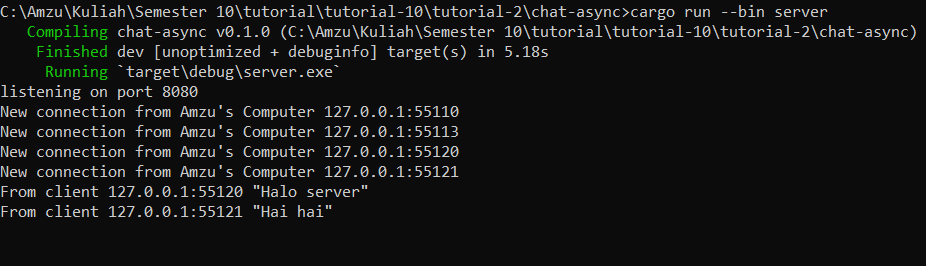 C:\Amzu\Kuliah\Semester 10\tutorial\tutorial-10\tutorial-2\chat-async>cargo run --bin server
Compiling chat-async v0.1.0 (C:\Amzu\Kuliah\Semester 10\tutorial\tutorial-10\tutorial-2\chat-async)
Finished dev [unoptimized + debuginfo] target(s) in 5.18s
Running `target\debug\server.exe`
listening on port 8080
New connection from Amzu's Computer 127.0.0.1:55110
New connection from Amzu's Computer 127.0.0.1:55113
New connection from Amzu's Computer 127.0.0.1:55120
New connection from Amzu's Computer 127.0.0.1:55121
From client 127.0.0.1:55120 "Halo server"
From client 127.0.0.1:55121 "Hai hai"